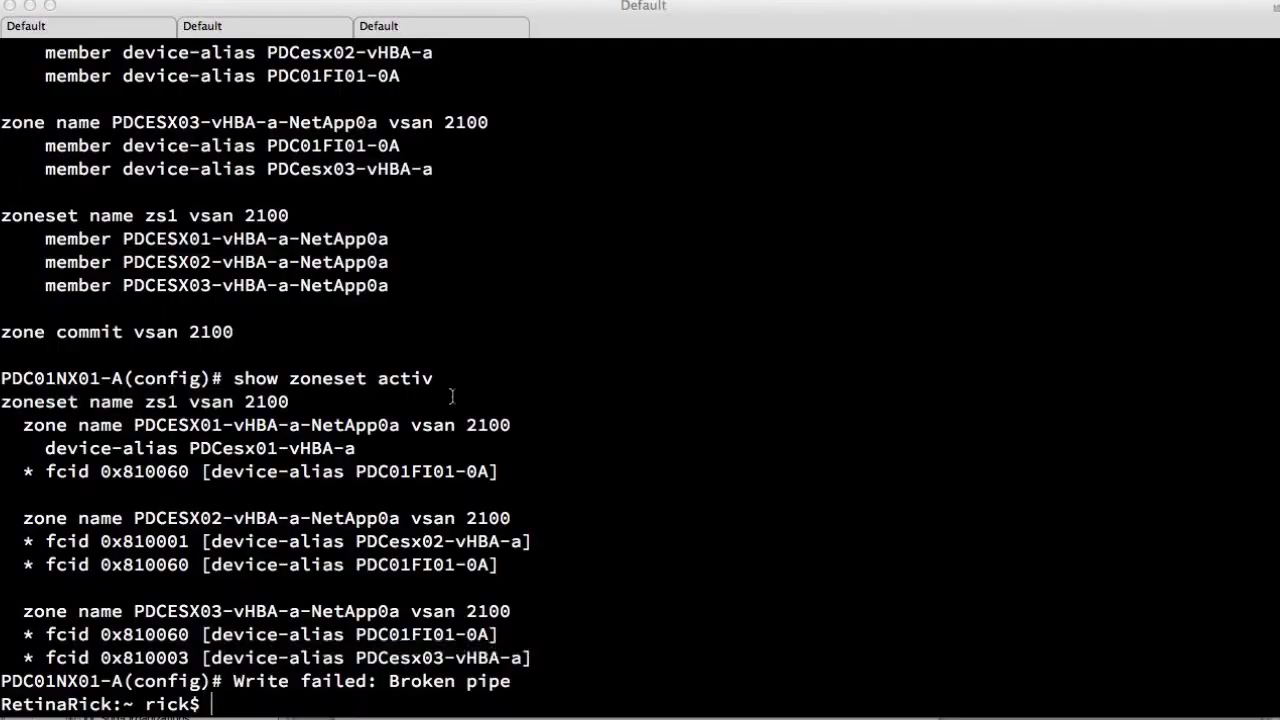 Default
Default Default Default
member device-alias PDCesx02-vHBA-a
member device-alias PDC01FI01-0A
zone name PDCESX03-vHBA-a-NetApp0a vsan 2100
member device-alias PDC01FI01-0A
member device-alias PDCesx03-vHBA-a
zoneset name zs1 vsan 2100
member PDCESX01-vHBA-a-NetApp0a
member PDCESX02-vHBA-a-NetApp0a
member PDCESX03-vHBA-a-NetApp0a
zone commit vsan 2100
PDC01NX01-A(config)# show zoneset activ
zoneset name zs1 vsan 2100
zone name PDCESX01-vHBA-a-NetApp0a vsan 2100
device-alias PDCesx01-vHBA-a
* fcid 0x810060 [device-alias PDC01FI01-0A]
zone name PDCESX02-vHBA-a-NetApp0a vsan 2100
* fcid 0x810001 [device-alias PDCesx02-vHBA-a]
* fcid 0x810060 [device-alias PDC01FI01-0A]
zone name PDCESX03-vHBA-a-NetApp0a vsan 2100
* fcid 0x810060 [device-alias PDC01FI01-0A]
* fcid 0x810003 [device-alias PDCesx03-vHBA-a]
PDC01NX01-A(config)# Write failed: Broken pipe
RetinaRick:~ rick$